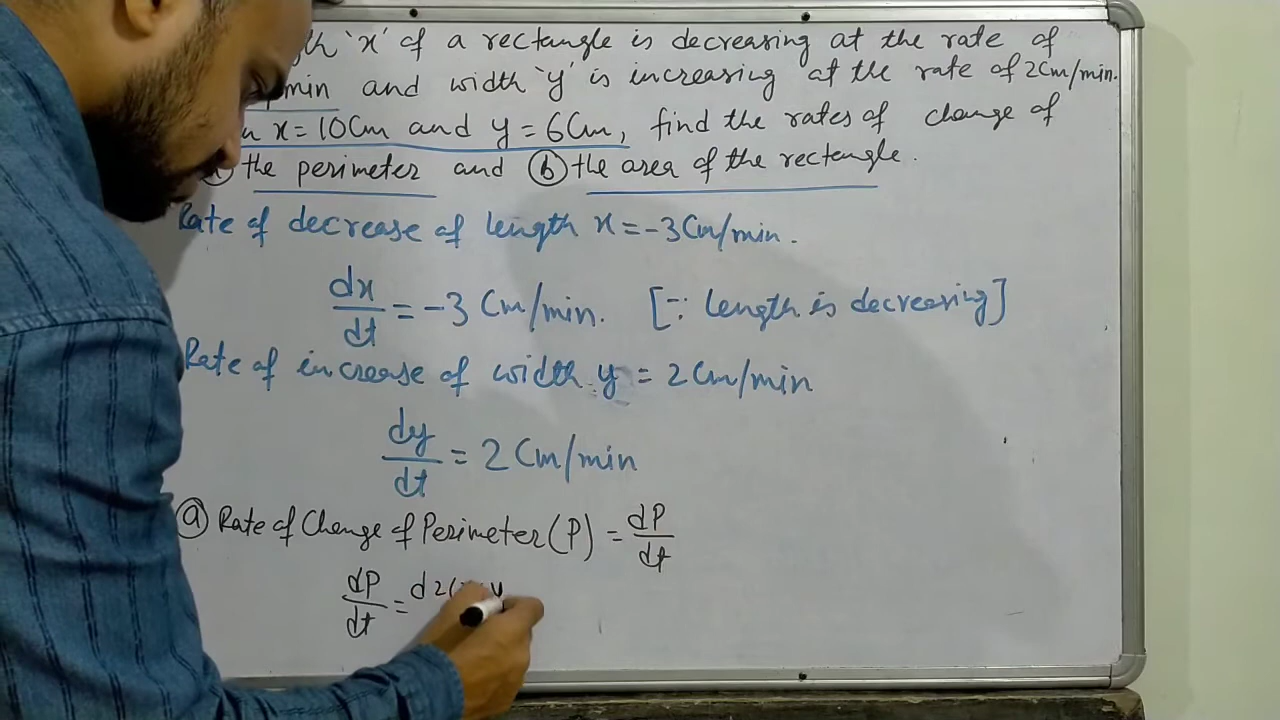 'x' of a rectangle is decreasing at the rate of
min and width 'y' is increasing at the rate of 2Cm/min.
x = 10Cm and y = 6Cm, find the rates of change of
the perimeter and (b) the area of the rectangle.
Rate of decrease of length x = -3Cm/min.
dx/dt = -3 Cm/min. [∵ length is decreasing]
Rate of increase of width y = 2Cm/min
dy/dt = 2 Cm/min
(a) Rate of Change of Perimeter (P) = dP/dt
dP/dt = d2(